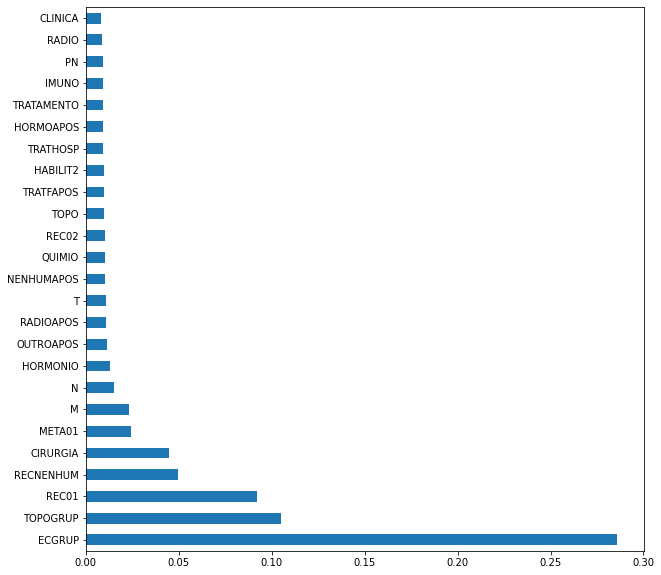 CLINICA
RADIO
PN
IMUNO
TRATAMENTO
HORMOAPOS
TRATHOSP
HABILIT2
TRATFAPOS
TOPO
REC02
QUIMIO
NENHUMAPOS
T
RADIOAPOS
OUTROAPOS
HORMONIO
N
M
META01
CIRURGIA
RECNENHUM
REC01
TOPOGRUP
ECGRUP
0.00 0.05 0.10 0.15 0.20 0.25 0.30